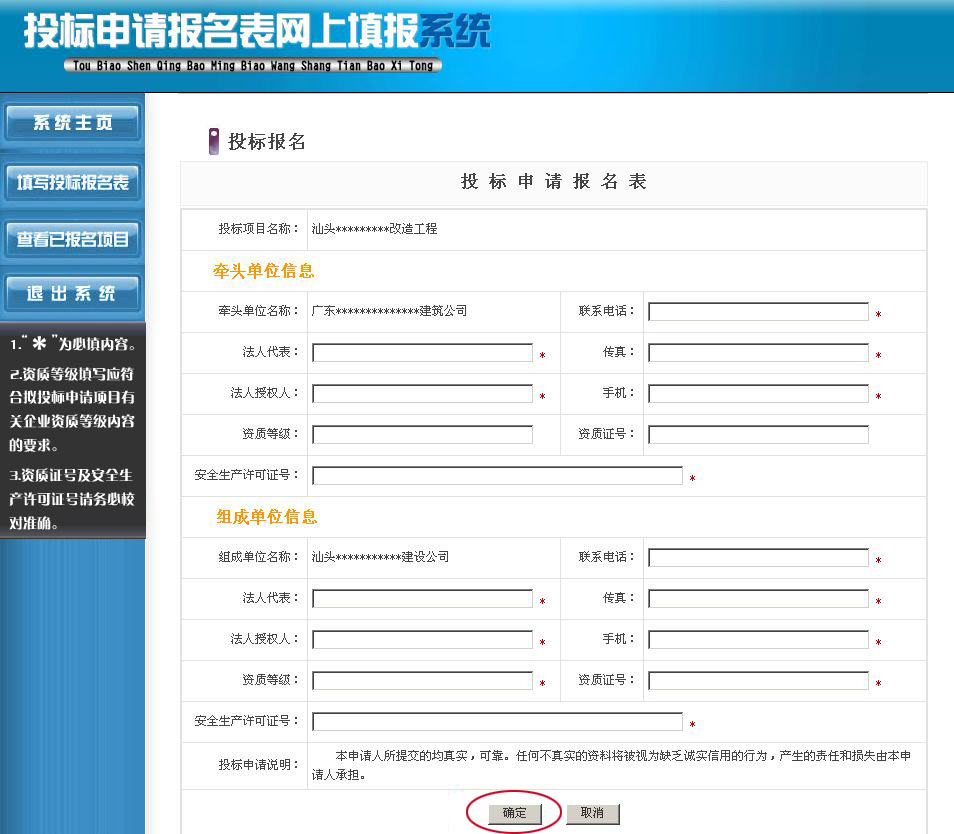 投标申请报名表网上填报系统
Tou Biao Shen Qing Bao Ming Biao Wang Shang Tian Bao Xi Tong
系统主页
填写投标报名表
查看已报名项目
退出系统
1.“*”为必填内容。
2.资质等级填写应符
合拟投标申请项目有
关企业资质等级内容
的要求。
3.资质证号及安全生
产许可证号请务必校
对准确。
投标报名
投标申请报名表
投标项目名称： 汕头*********改造工程
牵头单位信息
牵头单位名称： 广东**************建筑公司 联系电话： *
法人代表： * 传真： *
法人授权人： * 手机： *
资质等级： 资质证号：
安全生产许可证号： *
组成单位信息
组成单位名称： 汕头***********建设公司 联系电话： *
法人代表： * 传真： *
法人授权人： * 手机： *
资质等级： * 资质证号： *
安全生产许可证号： *
投标申请说明： 本申请人所提交的均真实，可靠。任何不真实的资料将被视为缺乏诚实信用的行为，产生的责任和损失由本申
请人承担。
确定 取消